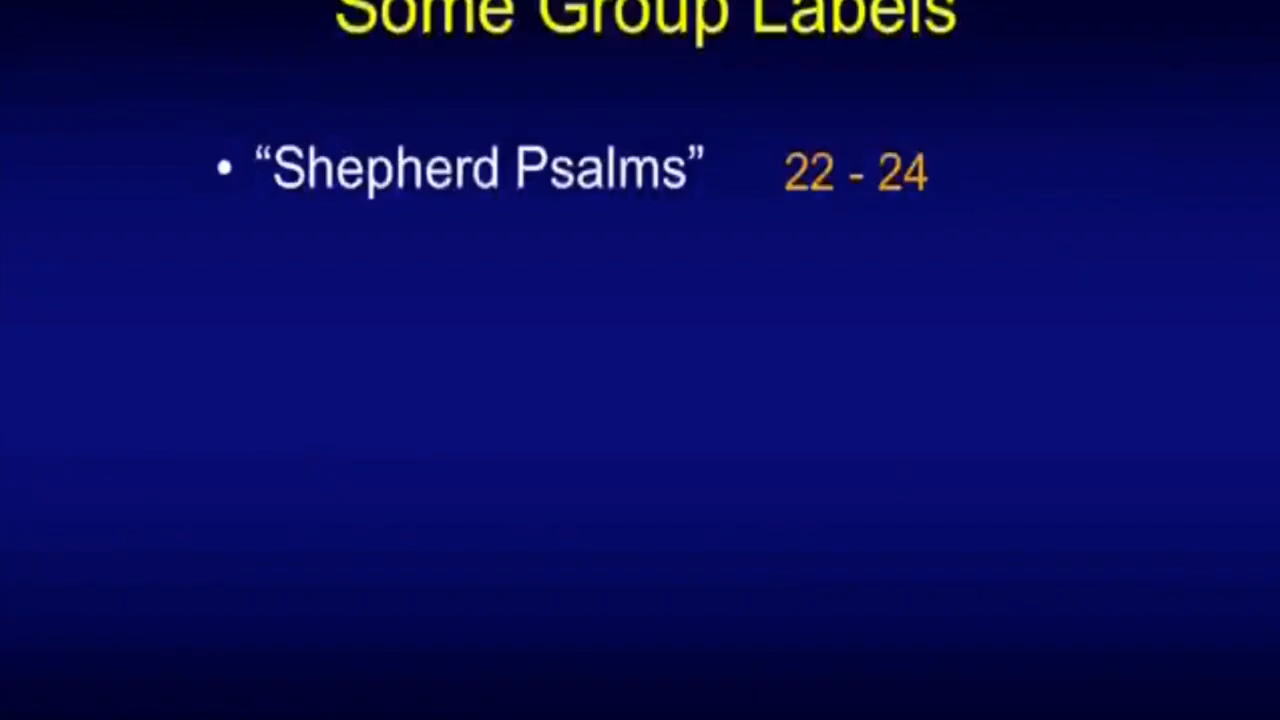 Some Group Labels
• “Shepherd Psalms” 22 - 24